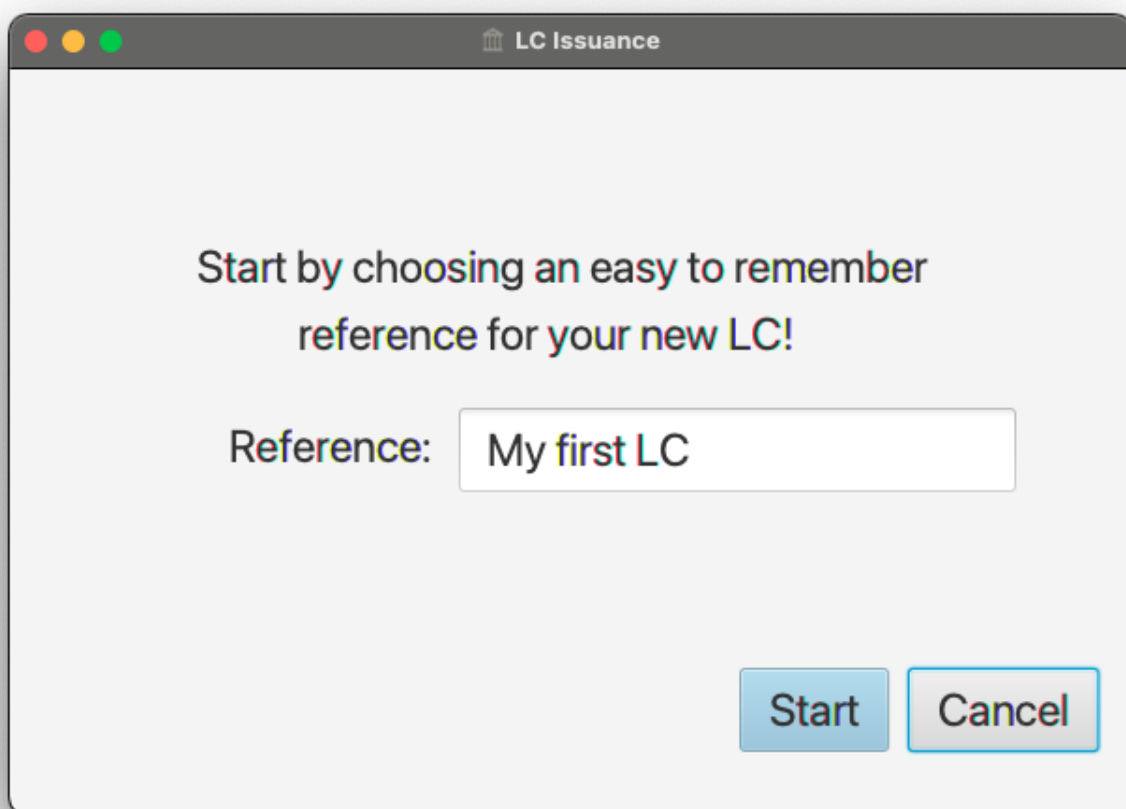 LC Issuance
Start by choosing an easy to remember
reference for your new LC!
Reference: My first LC
Start Cancel